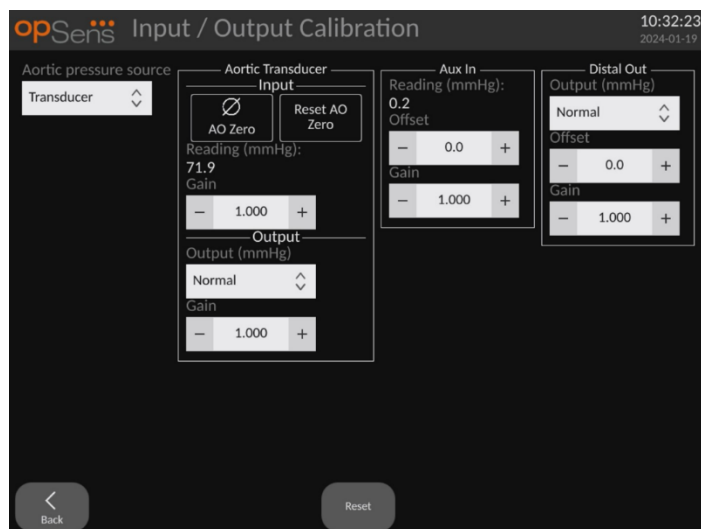 opSens Input / Output Calibration 10:32:23
2024-01-19
Aortic pressure source
Transducer
Aortic Transducer
Input
AO Zero
Reset AO
Zero
Reading (mmHg):
71.9
Gain
− 1.000 +
Output
Output (mmHg)
Normal
Gain
− 1.000 +
Aux In
Reading (mmHg):
0.2
Offset
− 0.0 +
Gain
− 1.000 +
Distal Out
Output (mmHg)
Normal
Offset
− 0.0 +
Gain
− 1.000 +
Back
Reset